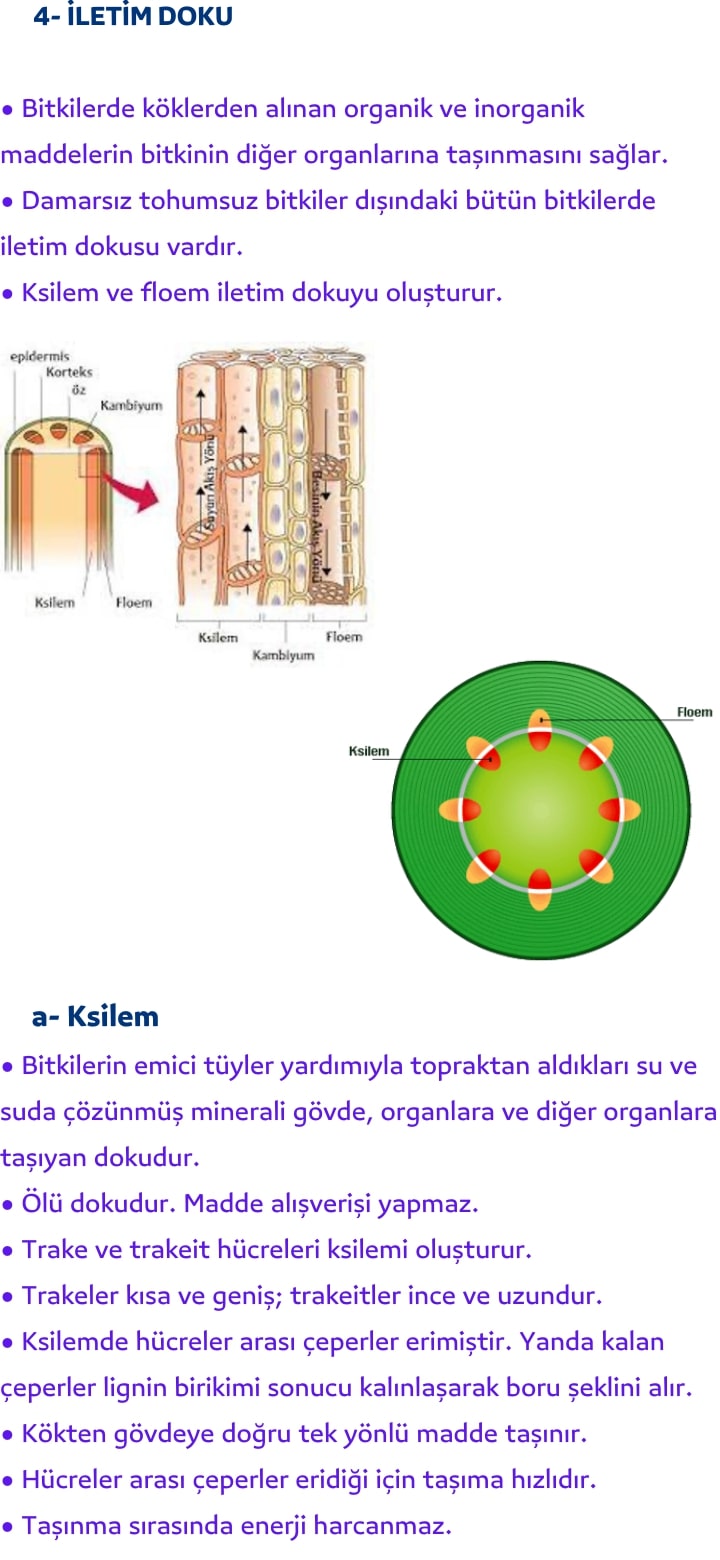 4- İLETİM DOKU
• Bitkilerde köklerden alınan organik ve inorganik
maddelerin bitkinin diğer organlarına taşınmasını sağlar.
• Damarsız tohumsuz bitkiler dışındaki bütün bitkilerde
iletim dokusu vardır.
• Ksilem ve floem iletim dokuyu oluşturur.
epidermis
Korteks
öz
Kambiyum
Ksilem
Floem
Suyun Akış Yönü
Besinin Akış Yönü
Ksilem
Kambiyum
Floem
Floem
Ksilem
a- Ksilem
• Bitkilerin emici tüyler yardımıyla topraktan aldıkları su ve
suda çözünmüş minerali gövde, organlara ve diğer organlara
taşıyan dokudur.
• Ölü dokudur. Madde alışverişi yapmaz.
• Trake ve trakeit hücreleri ksilemi oluşturur.
• Trakeler kısa ve geniş; trakeitler ince ve uzundur.
• Ksilemde hücreler arası çeperler erimiştir. Yanda kalan
çeperler lignin birikimi sonucu kalınlaşarak boru şeklini alır.
• Kökten gövdeye doğru tek yönlü madde taşınır.
• Hücreler arası çeperler eridiği için taşıma hızlıdır.
• Taşınma sırasında enerji harcanmaz.